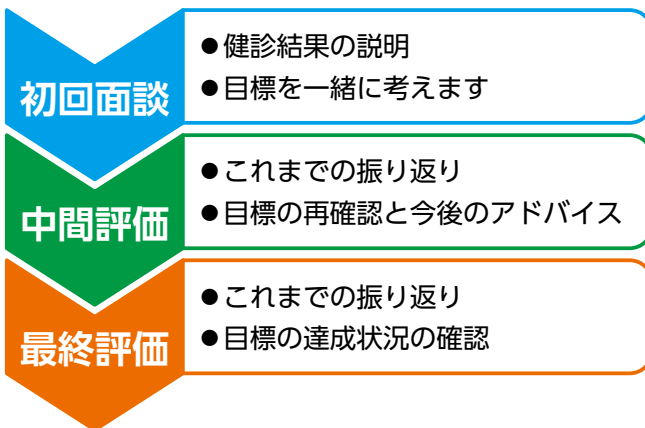 初回面談
●健診結果の説明
●目標を一緒に考えます
中間評価
●これまでの振り返り
●目標の再確認と今後のアドバイス
最終評価
●これまでの振り返り
●目標の達成状況の確認